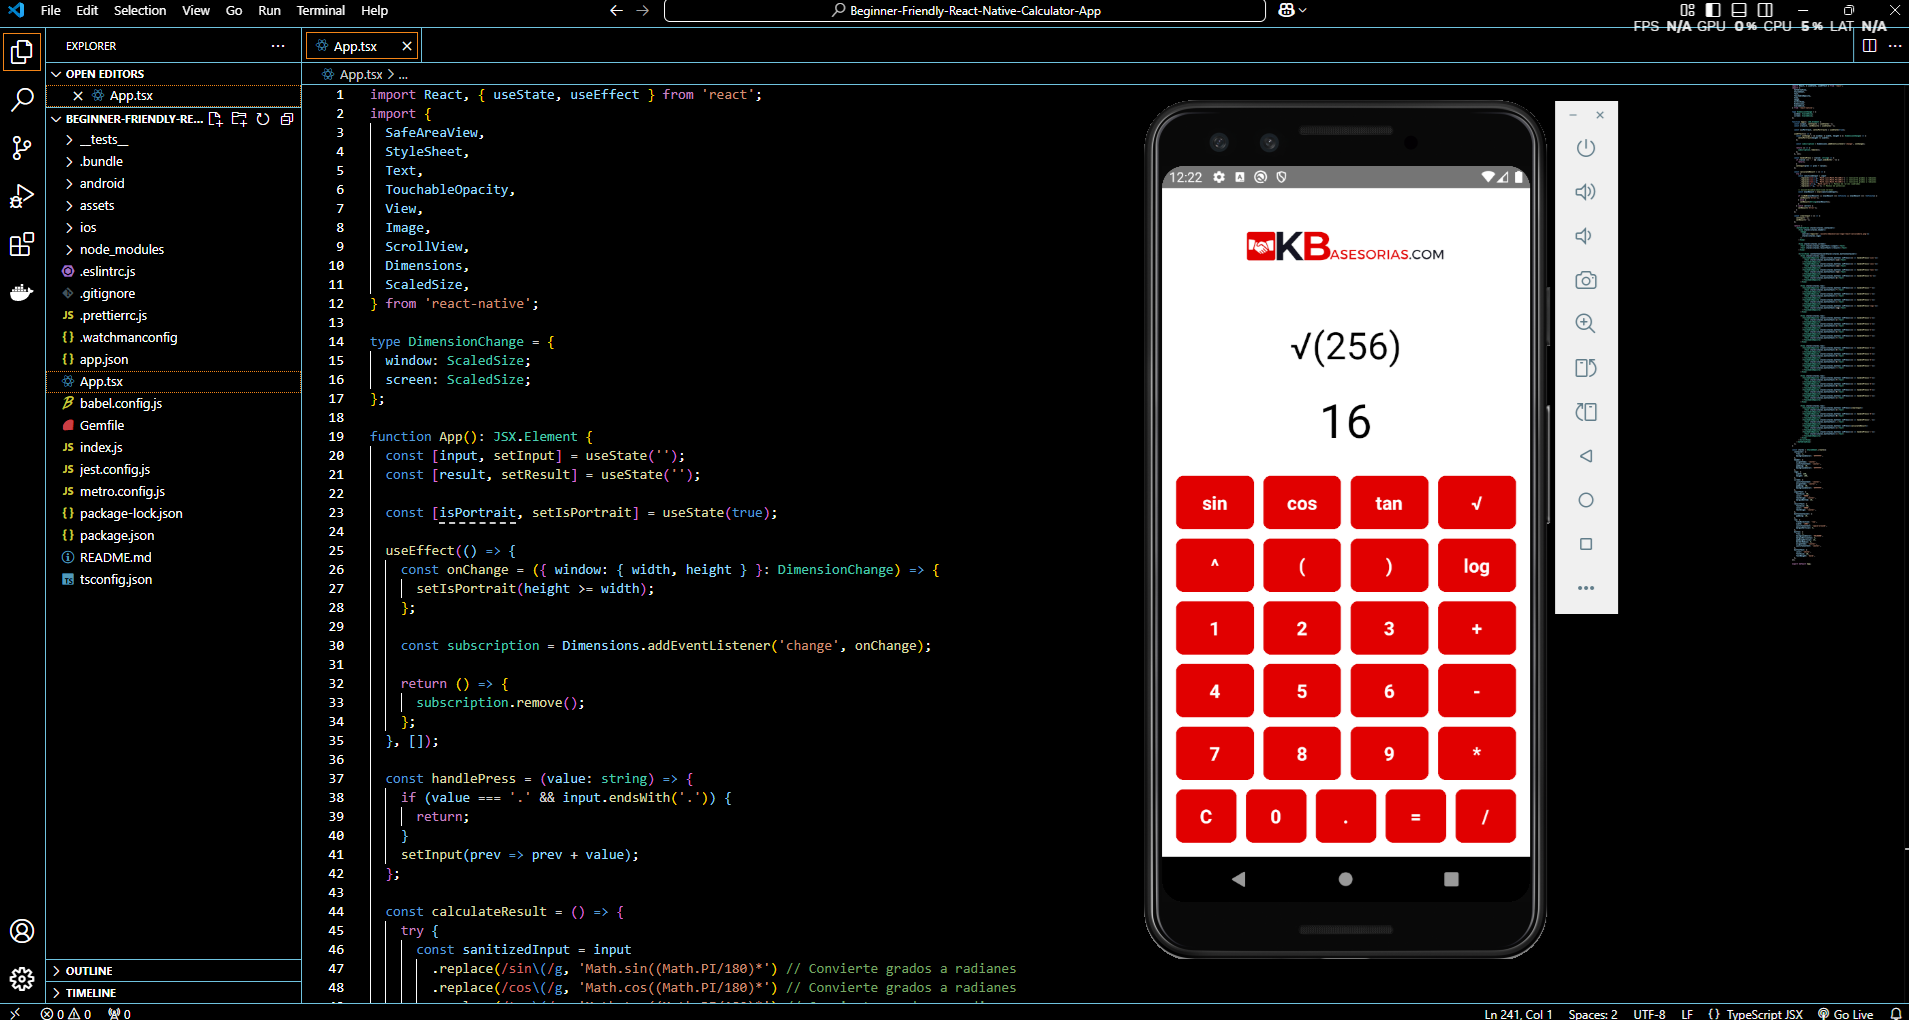 File Edit Selection View Go Run Terminal Help
Beginner-Friendly-React-Native-Calculator-App
FPS N/A GPU 0 % CPU 5 % LAT N/A
EXPLORER
OPEN EDITORS
App.tsx
BEGINNER-FRIENDLY-RE...
__tests__
.bundle
android
assets
ios
node_modules
.eslintrc.js
.gitignore
JS .prettierrc.js
{} .watchmanconfig
{} app.json
App.tsx
babel.config.js
Gemfile
JS index.js
JS jest.config.js
JS metro.config.js
{} package-lock.json
{} package.json
README.md
TS tsconfig.json
OUTLINE
TIMELINE
App.tsx
App.tsx > ...
1 import React, { useState, useEffect } from 'react';
2 import {
3 SafeAreaView,
4 StyleSheet,
5 Text,
6 TouchableOpacity,
7 View,
8 Image,
9 ScrollView,
10 Dimensions,
11 ScaledSize,
12 } from 'react-native';
13
14 type DimensionChange = {
15 window: ScaledSize;
16 screen: ScaledSize;
17 };
18
19 function App(): JSX.Element {
20 const [input, setInput] = useState('');
21 const [result, setResult] = useState('');
22
23 const [isPortrait, setIsPortrait] = useState(true);
24
25 useEffect(() => {
26 const onChange = ({ window: { width, height } }: DimensionChange) => {
27 setIsPortrait(height >= width);
28 };
29
30 const subscription = Dimensions.addEventListener('change', onChange);
31
32 return () => {
33 subscription.remove();
34 };
35 }, []);
36
37 const handlePress = (value: string) => {
38 if (value === '.' && input.endsWith('.')) {
39 return;
40 }
41 setInput(prev => prev + value);
42 };
43
44 const calculateResult = () => {
45 try {
46 const sanitizedInput = input
47 .replace(/sin\(/g, 'Math.sin((Math.PI/180)*') // Convierte grados a radianes
48 .replace(/cos\(/g, 'Math.cos((Math.PI/180)*') // Convierte grados a radianes
12:22
KBASESORIAS.COM
√(256)
16
sin cos tan √
^ ( ) log
1 2 3 +
4 5 6 -
7 8 9 *
C 0 . = /
0 0 0
Ln 241, Col 1 Spaces: 2 UTF-8 LF {} TypeScript JSX Go Live